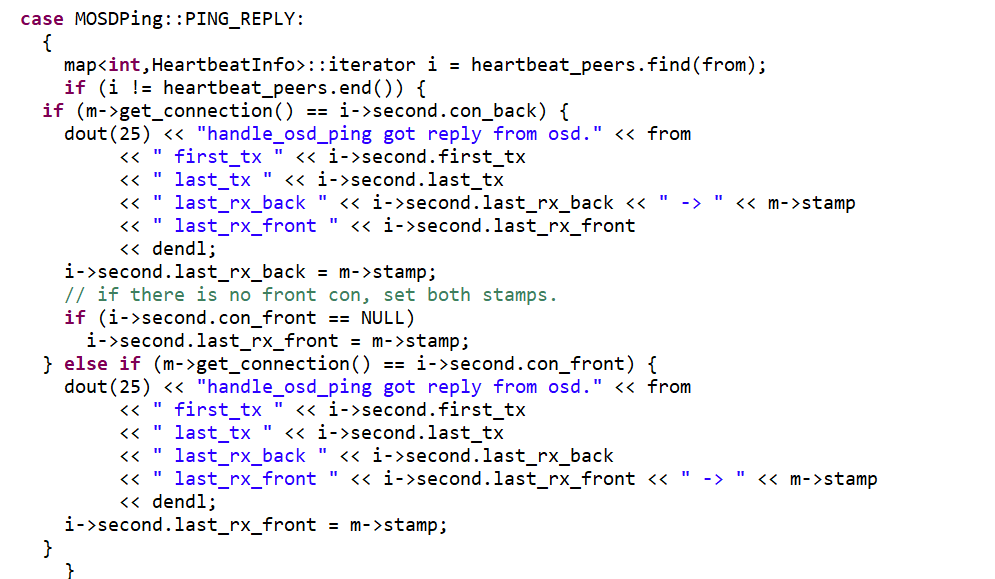 case MOSDPing::PING_REPLY:
{
map<int,HeartbeatInfo>::iterator i = heartbeat_peers.find(from);
if (i != heartbeat_peers.end()) {
if (m->get_connection() == i->second.con_back) {
dout(25) << "handle_osd_ping got reply from osd." << from
<< " first_tx " << i->second.first_tx
<< " last_tx " << i->second.last_tx
<< " last_rx_back " << i->second.last_rx_back << " -> " << m->stamp
<< " last_rx_front " << i->second.last_rx_front
<< dendl;
i->second.last_rx_back = m->stamp;
// if there is no front con, set both stamps.
if (i->second.con_front == NULL)
i->second.last_rx_front = m->stamp;
} else if (m->get_connection() == i->second.con_front) {
dout(25) << "handle_osd_ping got reply from osd." << from
<< " first_tx " << i->second.first_tx
<< " last_tx " << i->second.last_tx
<< " last_rx_back " << i->second.last_rx_back
<< " last_rx_front " << i->second.last_rx_front << " -> " << m->stamp
<< dendl;
i->second.last_rx_front = m->stamp;
}
}